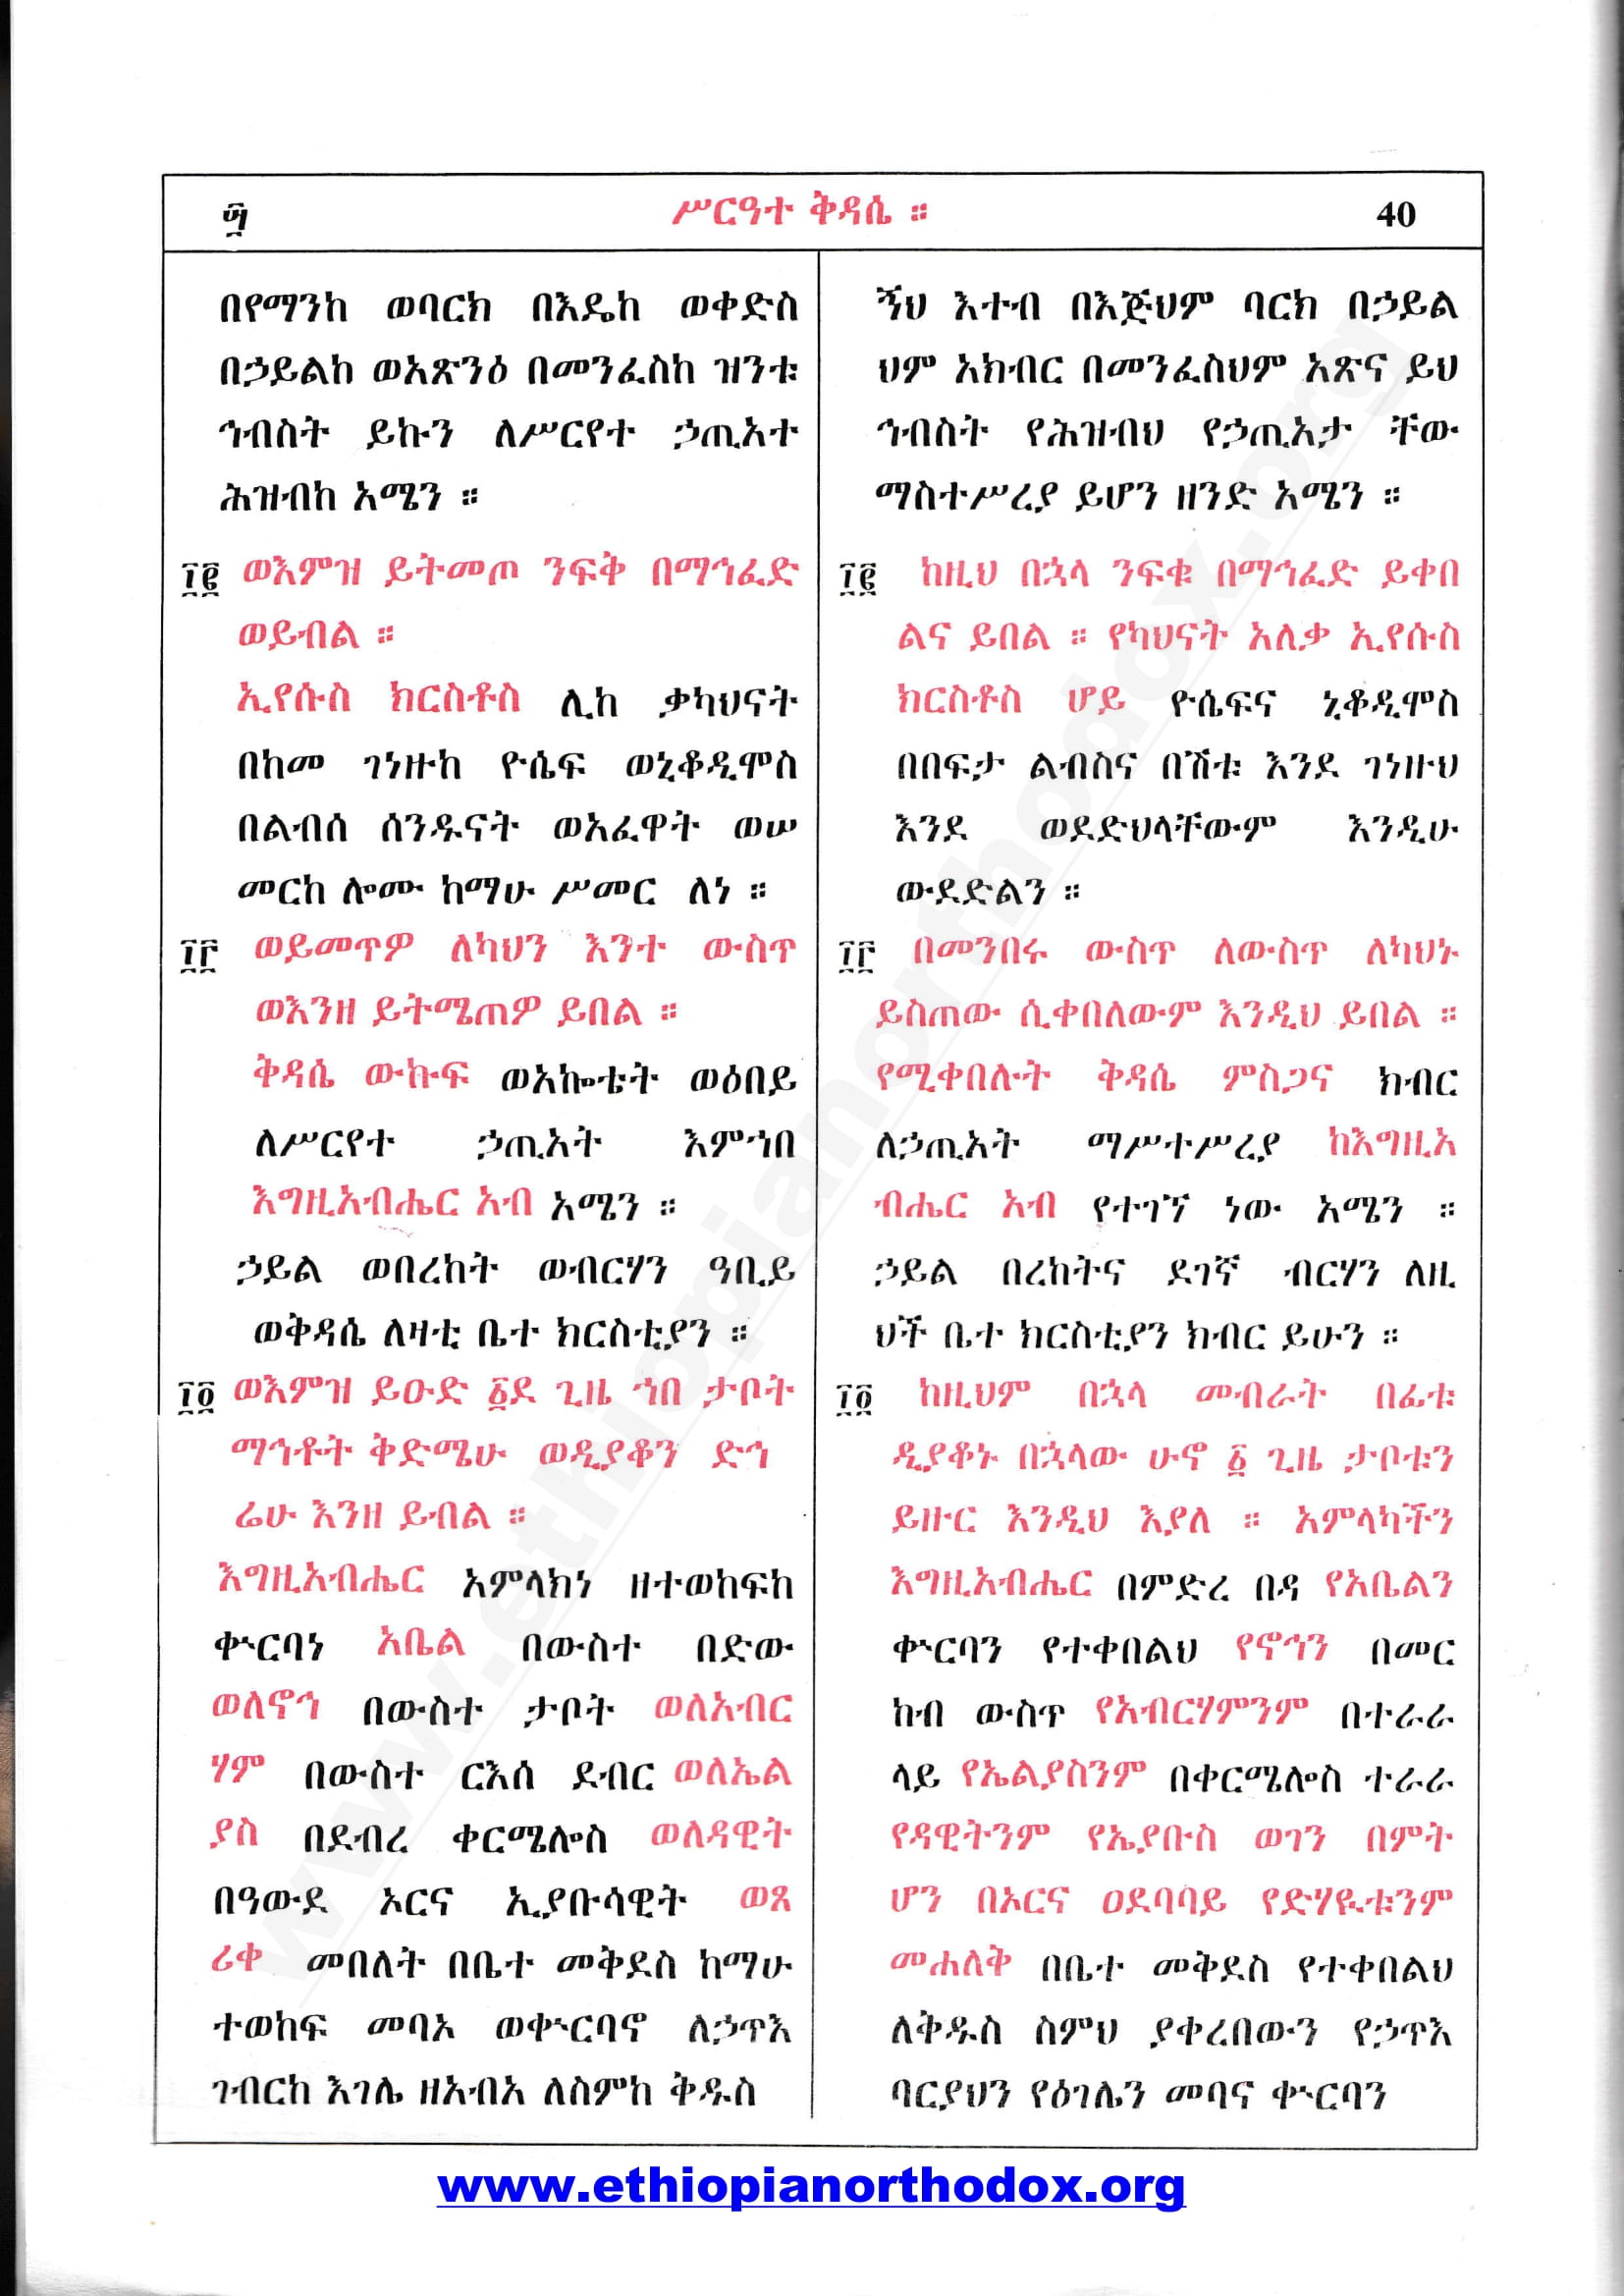 ፵ ሥርዓተ ቅዳሴ ። 40
በየማንከ ወባርክ በእዴከ ወቀድስ
በኃይልከ ወአጽንዕ በመንፈስከ ዝንቱ
ኅብስት ይኩን ለሥርየተ ኃጢአተ
ሕዝብከ አሜን ።
፲፪ ወእምዝ ይትመጦ ንፍቅ በማኅፈድ
ወይብል ።
ኢየሱስ ክርስቶስ ሊከ ቃካህናት
በከመ ገነዙከ ዮሴፍ ወኒቆዲሞስ
በልብሰ ሰንዱናት ወአፈዋት ወሠ
መርከ ሎሙ ከማሁ ሥመር ለነ ።
፲፫ ወይመጥዎ ለካህን እንተ ውስጥ
ወእንዘ ይትሜጠዎ ይበል ።
ቅዳሴ ውኩፍ ወአኰቴት ወዕበይ
ለሥርየተ ኃጢአት እምኀበ
እግዚአብሔር አብ አሜን ።
ኃይል ወበረከት ወብርሃን ዓቢይ
ወቅዳሴ ለዛቲ ቤተ ክርስቲያን ።
፲፬ ወእምዝ ይዑድ ፩ደ ጊዜ ኀበ ታቦት
ማኅቶት ቅድሜሁ ወዲያቆን ድኅ
ሬሁ እንዘ ይብል ።
እግዚአብሔር አምላክነ ዘተወከፍከ
ቍርባነ አቤል በውስተ በድው
ወለኖኅ በውስተ ታቦት ወለአብር
ሃም በውስተ ርእሰ ደብር ወለኤል
ያስ በደብረ ቀርሜሎስ ወለዳዊት
በዓውደ ኦርና ኢያቡሳዊት ወጸ
ሪቀ መበለት በቤተ መቅደስ ከማሁ
ተወከፍ መባአ ወቍርባኖ ለኃጥእ
ገብርከ እገሌ ዘአብአ ለስምከ ቅዱስ
ኝህ እተብ በእጅህም ባርክ በኃይል
ህም አክብር በመንፈስህም አጽና ይህ
ኅብስት የሕዝብህ የኃጢአታ ቸው
ማስተሥረያ ይሆን ዘንድ አሜን ።
፲፪ ከዚህ በኋላ ንፍቁ በማኅፈድ ይቀበ
ልና ይበል ። የካህናት አለቃ ኢየሱስ
ክርስቶስ ሆይ ዮሴፍና ኒቆዲሞስ
በበፍታ ልብስና በሽቱ እንደ ገነዙህ
እንደ ወደድህላቸውም እንዲሁ
ውደድልን ።
፲፫ በመንበሩ ውስጥ ለውስጥ ለካህኑ
ይስጠው ሲቀበለውም እንዲህ ይበል ።
የሚቀበሉት ቅዳሴ ምስጋና ክብር
ለኃጢአት ማሥተሥረያ ከእግዚአ
ብሔር አብ የተገኘ ነው አሜን ።
ኃይል በረከትና ደገኛ ብርሃን ለዚ
ህች ቤተ ክርስቲያን ክብር ይሁን ።
፲፬ ከዚህም በኋላ መብራት በፊቱ
ዲያቆኑ በኋላው ሁኖ ፩ ጊዜ ታቦቱን
ይዙር እንዲህ እያለ ። አምላካችን
እግዚአብሔር በምድረ በዳ የአቤልን
ቍርባን የተቀበልህ የኖኅን በመር
ከብ ውስጥ የአብርሃምንም በተራራ
ላይ የኤልያስንም በቀርሜሎስ ተራራ
የዳዊትንም የኢያቡስ ወገን በምት
ሆን በኦርና ዐደባባይ የድሃዪቱንም
መሐለቅ በቤተ መቅደስ የተቀበልህ
ለቅዱስ ስምህ ያቀረበውን የኃጥእ
ባርያህን የዕገሌን መባና ቍርባን
www.ethiopianorthodox.org
www.ethiopianorthodox.org